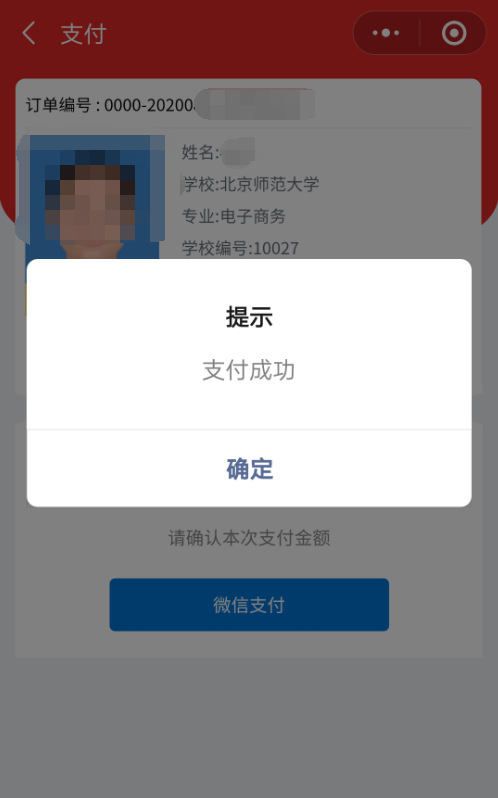 支付
订单编号 : 0000-20200
姓名:
学校:北京师范大学
专业:电子商务
学校编号:10027
提示
支付成功
确定
请确认本次支付金额
微信支付